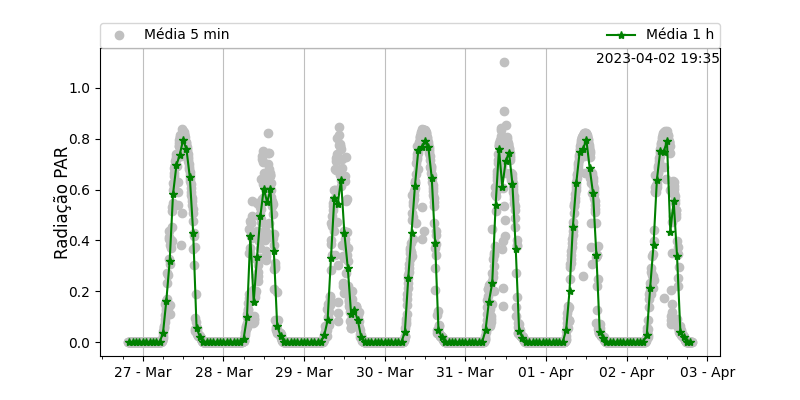 Média 5 min
Média 1 h
2023-04-02 19:35
Radiação PAR
1.0
0.8
0.6
0.4
0.2
0.0
27 - Mar 28 - Mar 29 - Mar 30 - Mar 31 - Mar 01 - Apr 02 - Apr 03 - Apr